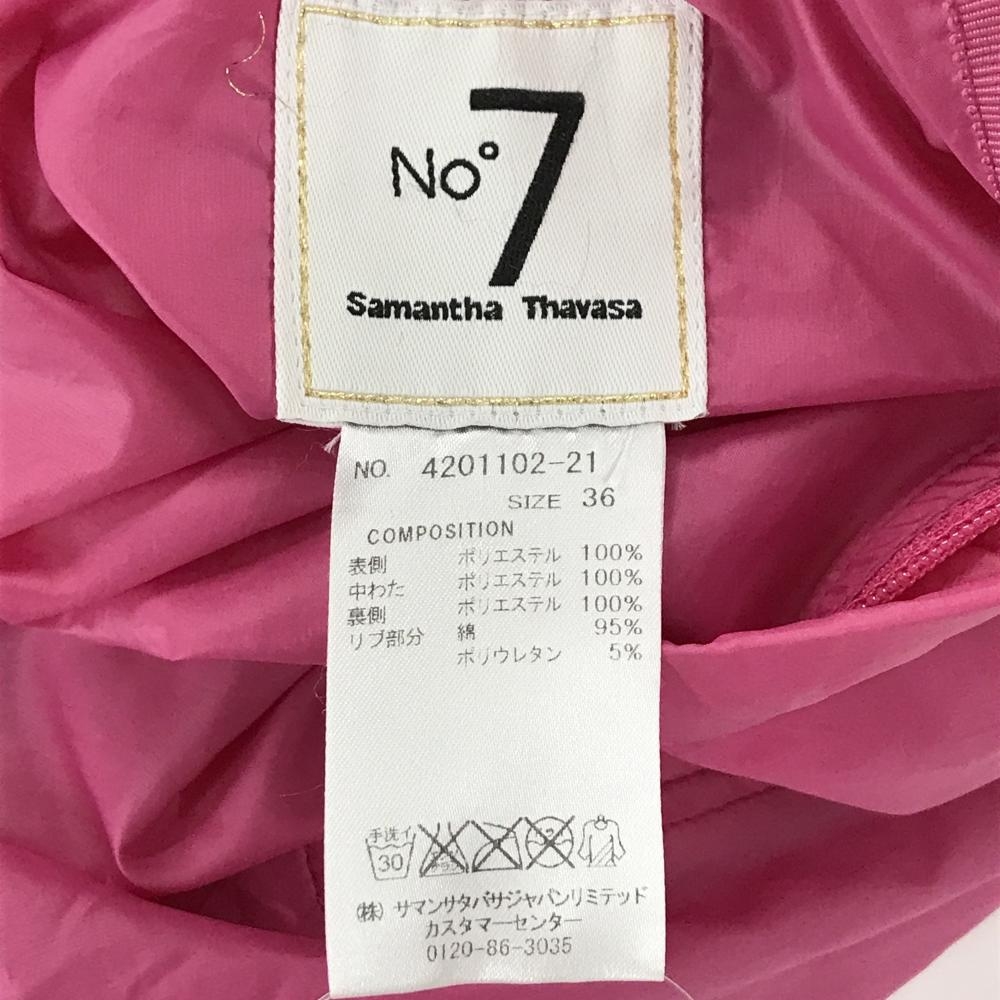 No° 7
Samantha Thavasa
NO. 4201102-21
SIZE 36
COMPOSITION
表側 ポリエステル 100%
中わた ポリエステル 100%
裏側 ポリエステル 100%
リブ部分 綿 95%
ポリウレタン 5%
手洗イ
30
㈱ サマンサタバサジャパンリミテッド
カスタマーセンター
0120-86-3035